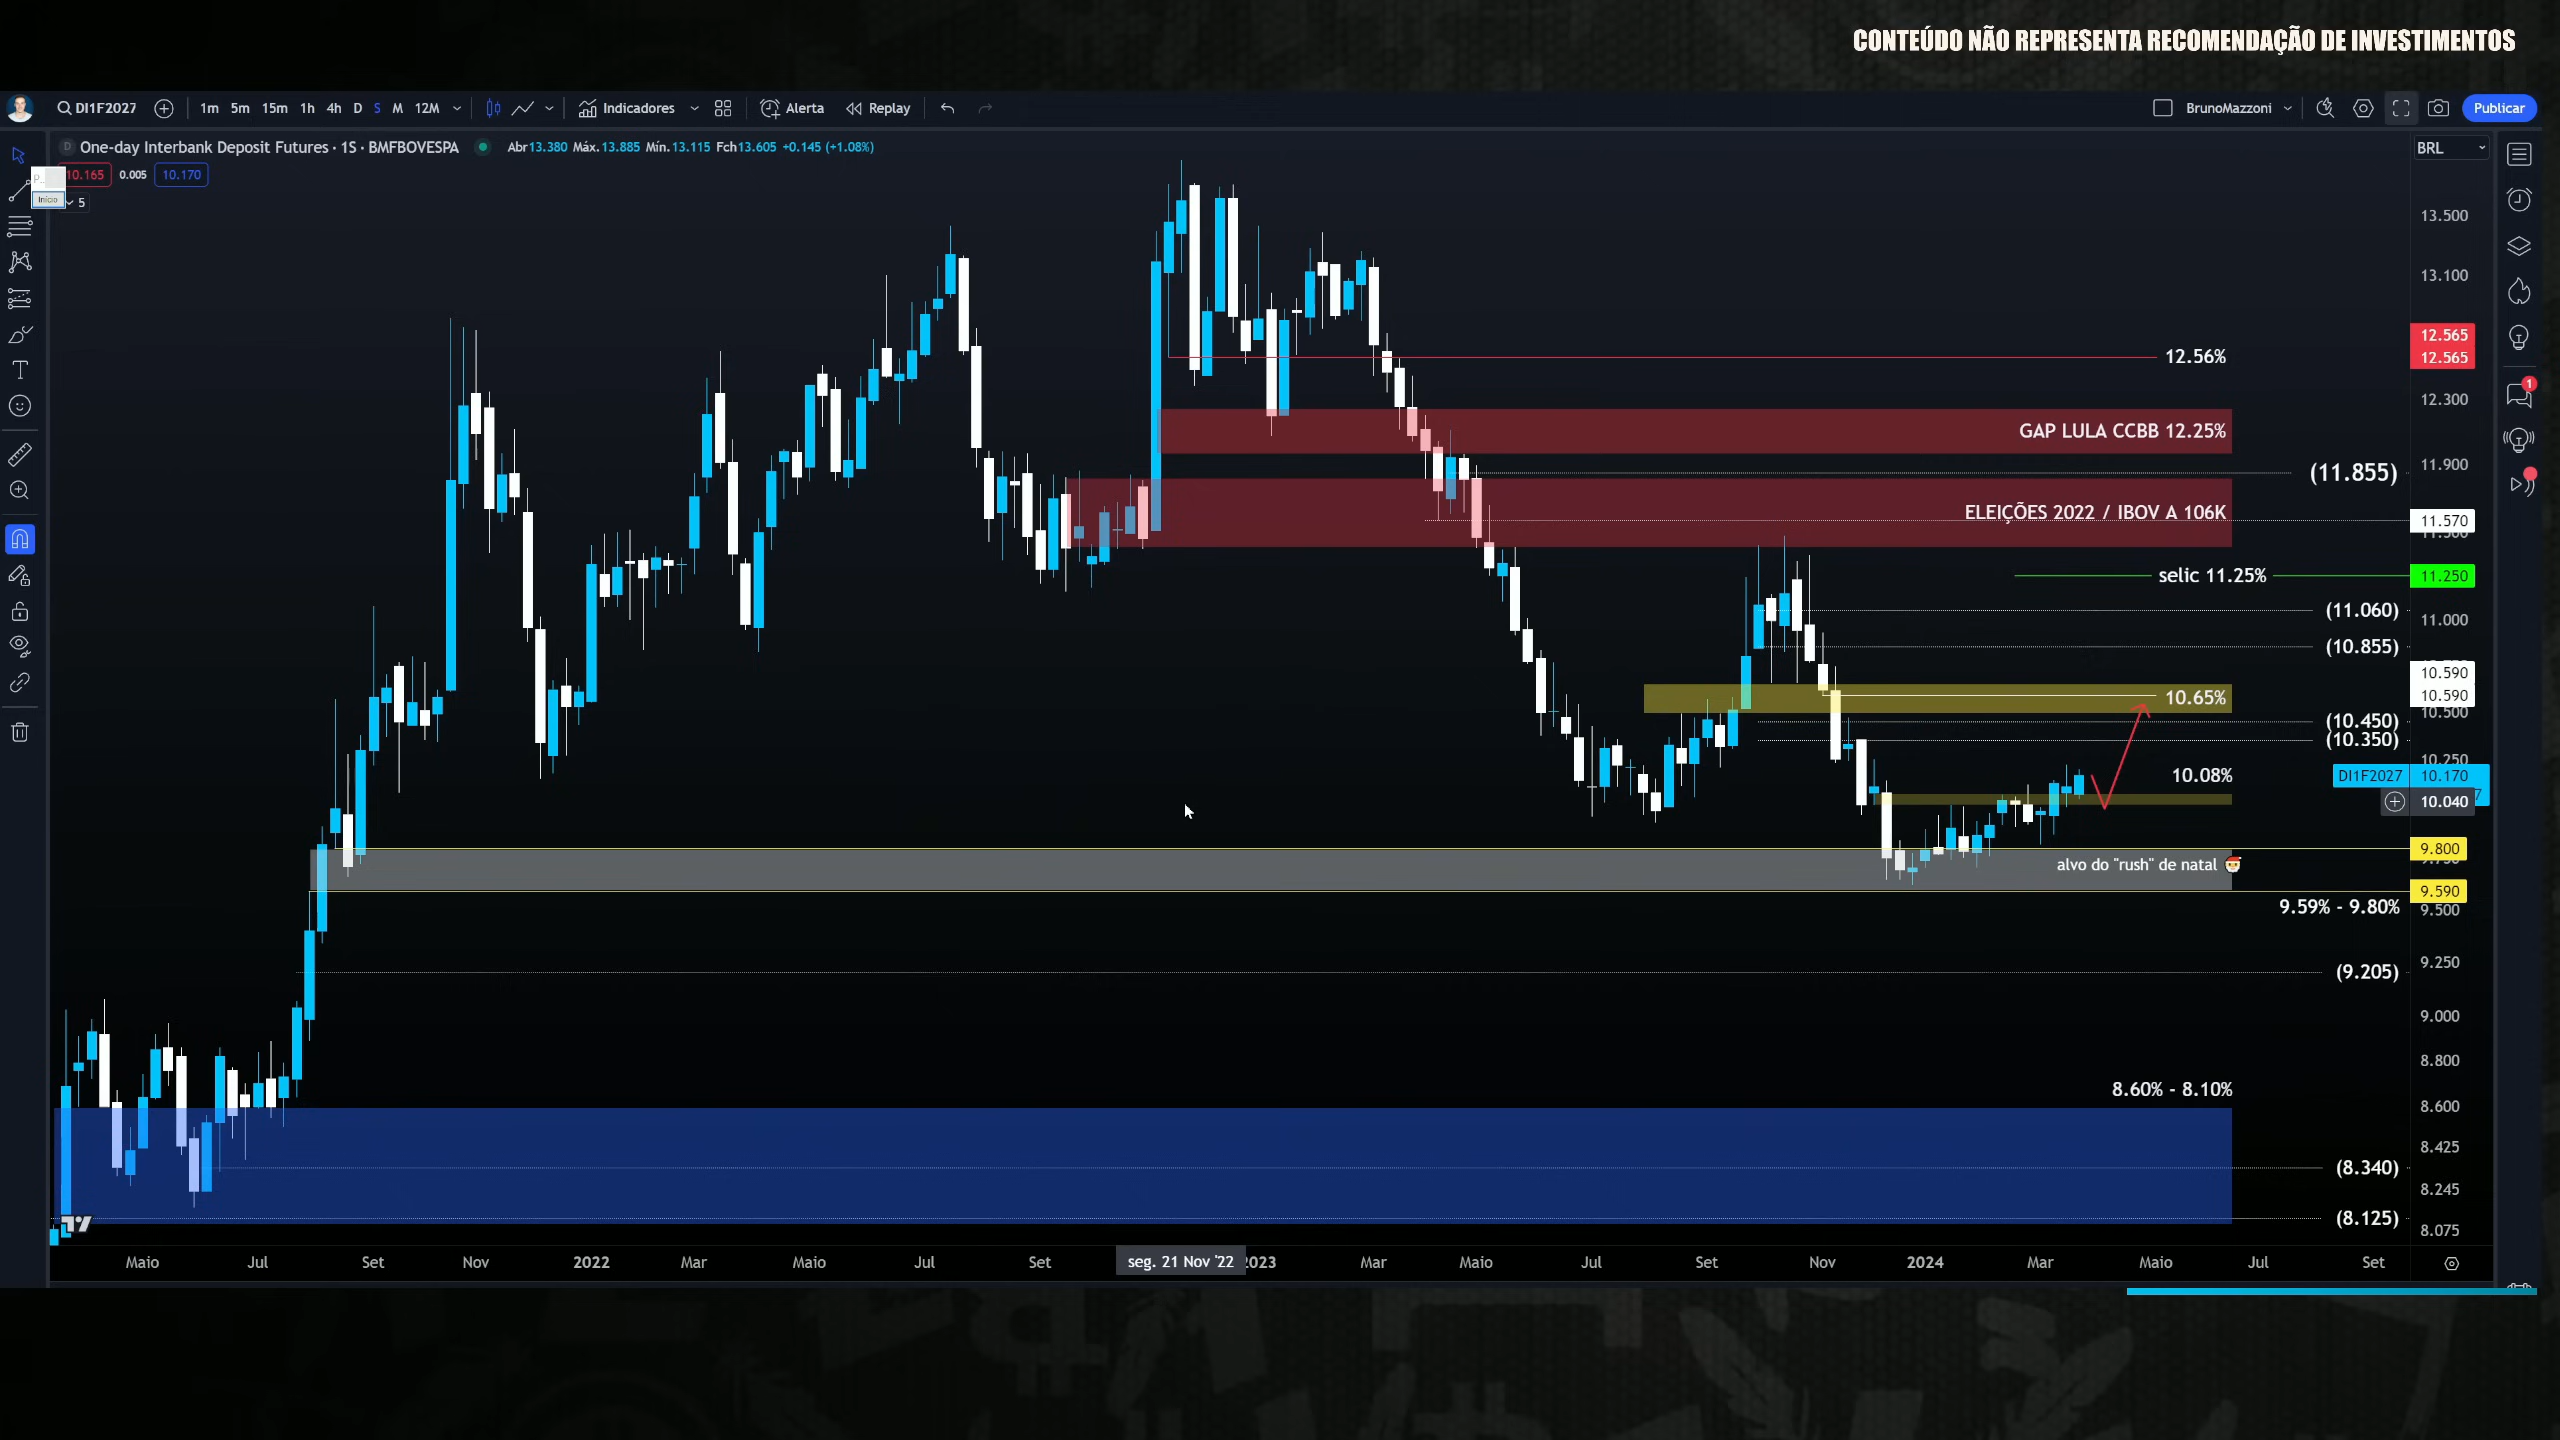 CONTEÚDO NÃO REPRESENTA RECOMENDAÇÃO DE INVESTIMENTOS
DI1F2027 1m 5m 15m 1h 4h D S M 12M Indicadores Alerta Replay BrunoMazzoni Publicar
One-day Interbank Deposit Futures · 1S · BMFBOVESPA Abr13.380 Máx.13.885 Mín.13.115 Fch13.605 +0.145 (+1.08%) BRL
10.165 0.005 10.170
Início
5
13.500
13.100
12.565
12.56% 12.565
12.300
GAP LULA CCBB 12.25%
11.900
(11.855)
ELEIÇÕES 2022 / IBOV A 106K
11.570
selic 11.25% 11.250
(11.060)
11.000
(10.855)
10.590
10.65% 10.590
10.500
(10.450)
(10.350)
10.250
10.08% DI1F2027 10.170
10.040
9.800
alvo do "rush" de natal
9.590
9.59% - 9.80% 9.500
9.250
(9.205)
9.000
8.800
8.60% - 8.10%
8.600
8.425
(8.340)
8.245
(8.125)
8.075
Maio Jul Set Nov 2022 Mar Maio Jul Set seg. 21 Nov '22 2023 Mar Maio Jul Set Nov 2024 Mar Maio Jul Set